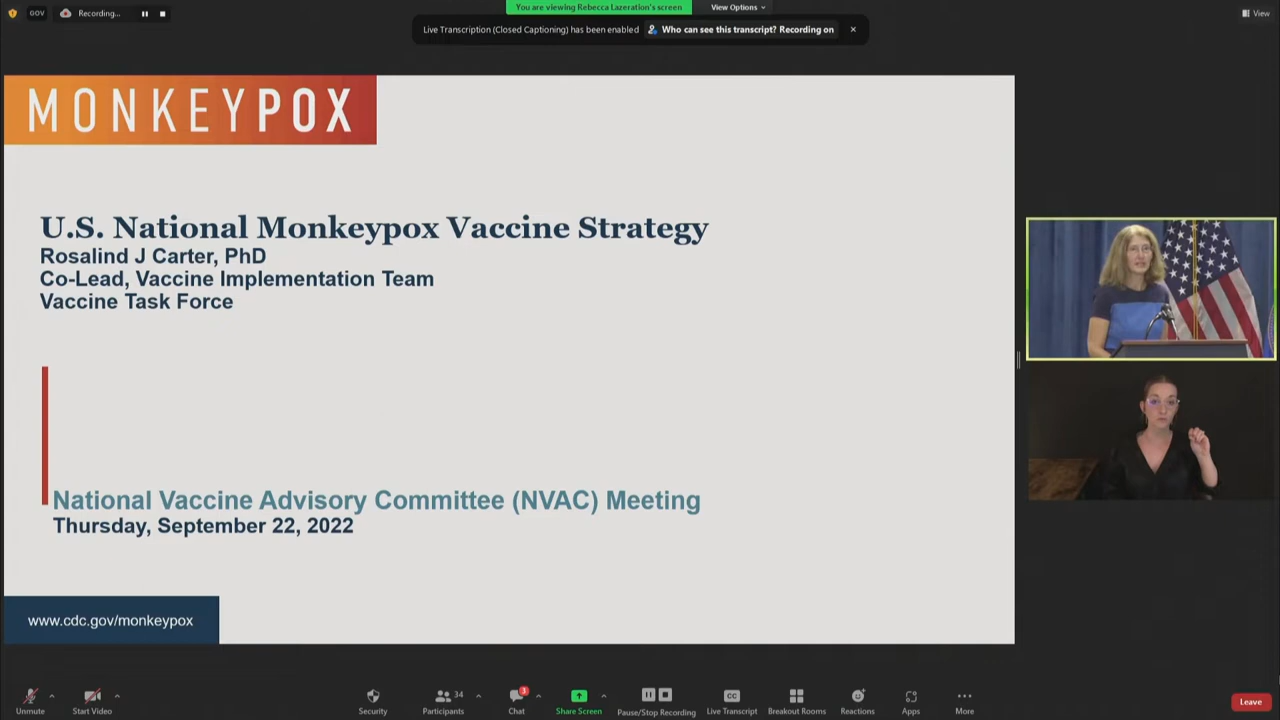 GOV
Recording...
You are viewing Rebecca Lazeration's screen
View Options
View
Live Transcription (Closed Captioning) has been enabled
Who can see this transcript? Recording on
MONKEYPOX
U.S. National Monkeypox Vaccine Strategy
Rosalind J Carter, PhD
Co-Lead, Vaccine Implementation Team
Vaccine Task Force
National Vaccine Advisory Committee (NVAC) Meeting
Thursday, September 22, 2022
www.cdc.gov/monkeypox
Unmute
Start Video
Security
Participants
34
Chat
3
Share Screen
Pause/Stop Recording
CC
Live Transcript
Breakout Rooms
Reactions
Apps
More
Leave